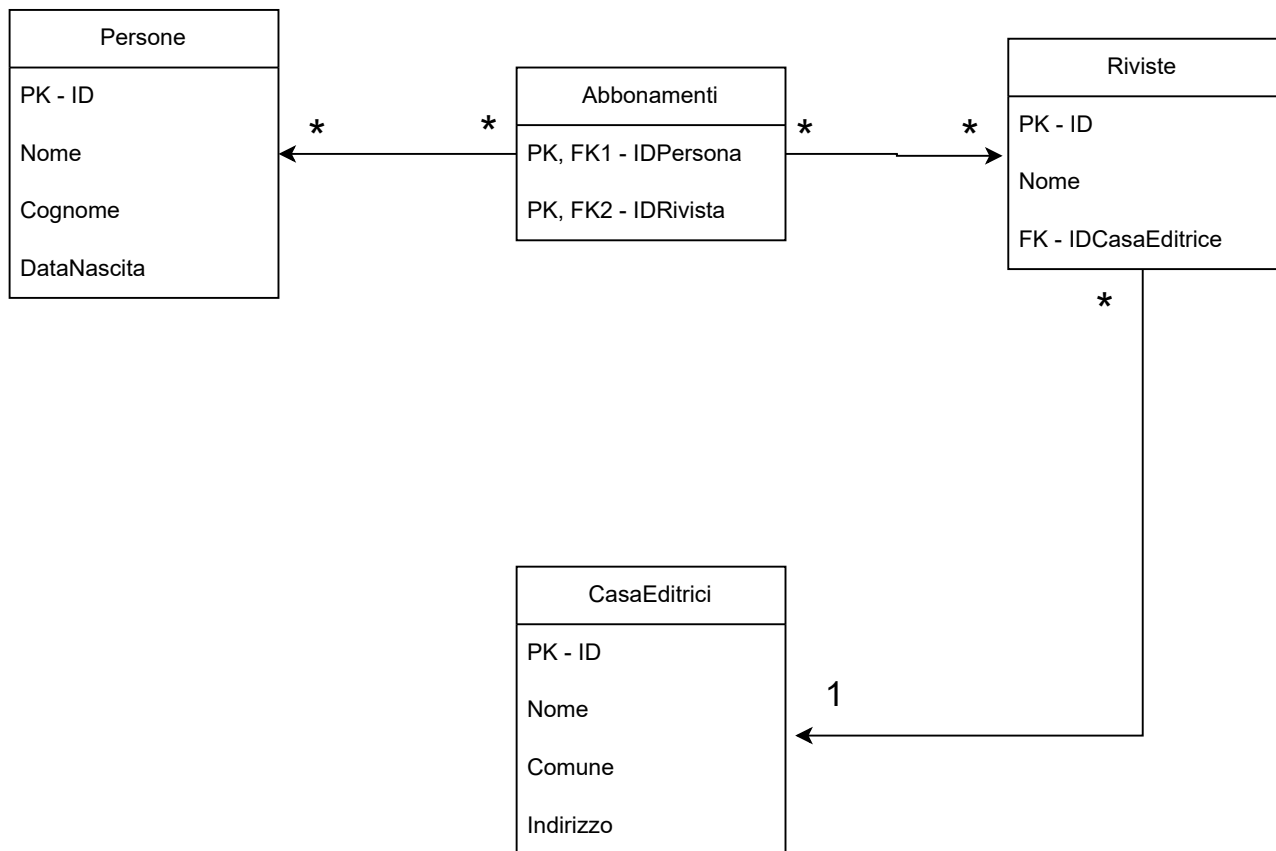 Persone
PK - ID
Nome
Cognome
DataNascita
*
*
Abbonamenti
PK, FK1 - IDPersona
PK, FK2 - IDRivista
*
*
Riviste
PK - ID
Nome
FK - IDCasaEditrice
*
CasaEditrici
PK - ID
Nome
Comune
Indirizzo
1